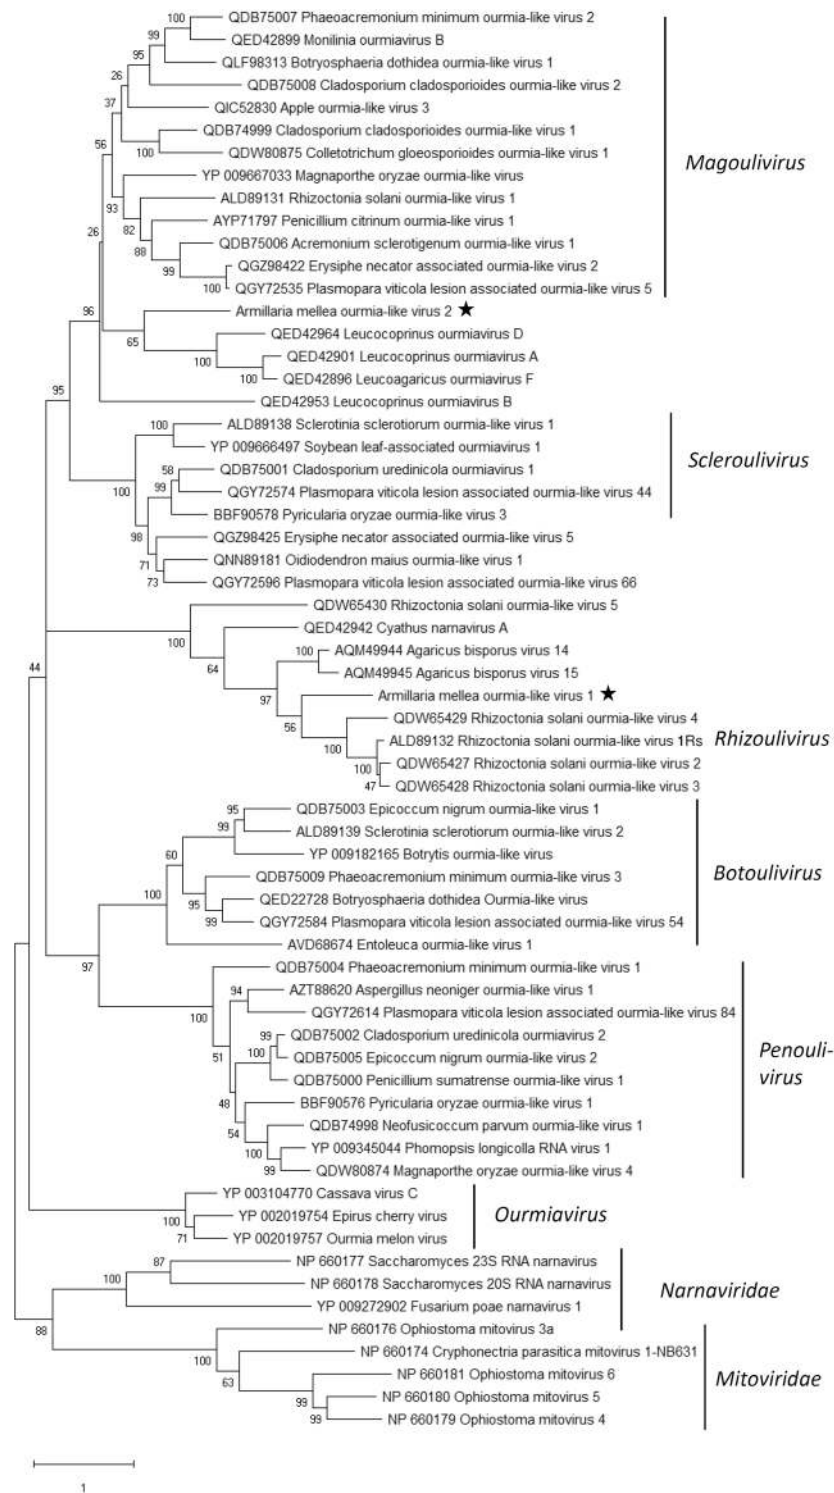 100
QDB75007 Phaeoacremonium minimum ourmia-like virus 2
99
QED42899 Monilinia ourmiavirus B
95
QLF98313 Botryosphaeria dothidea ourmia-like virus 1
26
QDB75008 Cladosporium cladosporioides ourmia-like virus 2
37
QIC52830 Apple ourmia-like virus 3
QDB74999 Cladosporium cladosporioides ourmia-like virus 1
56
100
QDW80875 Colletotrichum gloeosporioides ourmia-like virus 1
Magoulivirus
YP 009667033 Magnaporthe oryzae ourmia-like virus
93
ALD89131 Rhizoctonia solani ourmia-like virus 1
82
AYP71797 Penicillium citrinum ourmia-like virus 1
26
88
QDB75006 Acremonium sclerotigenum ourmia-like virus 1
99
QGZ98422 Erysiphe necator associated ourmia-like virus 2
100
QGY72535 Plasmopara viticola lesion associated ourmia-like virus 5
96
Armillaria mellea ourmia-like virus 2 ★
65
QED42964 Leucocoprinus ourmiavirus D
100
QED42901 Leucocoprinus ourmiavirus A
100
QED42896 Leucoagaricus ourmiavirus F
95
QED42953 Leucocoprinus ourmiavirus B
100
ALD89138 Sclerotinia sclerotiorum ourmia-like virus 1
YP 009666497 Soybean leaf-associated ourmiavirus 1
Scleroulivirus
58
QDB75001 Cladosporium uredinicola ourmiavirus 1
100
99
QGY72574 Plasmopara viticola lesion associated ourmia-like virus 44
BBF90578 Pyricularia oryzae ourmia-like virus 3
98
QGZ98425 Erysiphe necator associated ourmia-like virus 5
71
QNN89181 Oidiodendron maius ourmia-like virus 1
73
QGY72596 Plasmopara viticola lesion associated ourmia-like virus 66
QDW65430 Rhizoctonia solani ourmia-like virus 5
100
QED42942 Cyathus narnavirus A
44
64
100
AQM49944 Agaricus bisporus virus 14
AQM49945 Agaricus bisporus virus 15
97
Armillaria mellea ourmia-like virus 1 ★
56
QDW65429 Rhizoctonia solani ourmia-like virus 4
100
ALD89132 Rhizoctonia solani ourmia-like virus 1Rs
Rhizoulivirus
100
QDW65427 Rhizoctonia solani ourmia-like virus 2
47
QDW65428 Rhizoctonia solani ourmia-like virus 3
95
QDB75003 Epicoccum nigrum ourmia-like virus 1
99
ALD89139 Sclerotinia sclerotiorum ourmia-like virus 2
60
YP 009182165 Botrytis ourmia-like virus
Botoulivirus
QDB75009 Phaeoacremonium minimum ourmia-like virus 3
100
95
QED22728 Botryosphaeria dothidea Ourmia-like virus
99
QGY72584 Plasmopara viticola lesion associated ourmia-like virus 54
AVD68674 Entoleuca ourmia-like virus 1
97
QDB75004 Phaeoacremonium minimum ourmia-like virus 1
94
AZT88620 Aspergillus neoniger ourmia-like virus 1
100
QGY72614 Plasmopara viticola lesion associated ourmia-like virus 84
99
QDB75002 Cladosporium uredinicola ourmiavirus 2
51
100
QDB75005 Epicoccum nigrum ourmia-like virus 2
Penouli-
virus
QDB75000 Penicillium sumatrense ourmia-like virus 1
48
BBF90576 Pyricularia oryzae ourmia-like virus 1
54
QDB74998 Neofusicoccum parvum ourmia-like virus 1
100
YP 009345044 Phomopsis longicolla RNA virus 1
99
QDW80874 Magnaporthe oryzae ourmia-like virus 4
YP 003104770 Cassava virus C
100
YP 002019754 Epirus cherry virus
Ourmiavirus
71
YP 002019757 Ourmia melon virus
87
NP 660177 Saccharomyces 23S RNA narnavirus
100
NP 660178 Saccharomyces 20S RNA narnavirus
Narnaviridae
YP 009272902 Fusarium poae narnavirus 1
88
NP 660176 Ophiostoma mitovirus 3a
100
NP 660174 Cryphonectria parasitica mitovirus 1-NB631
63
NP 660181 Ophiostoma mitovirus 6
Mitoviridae
99
NP 660180 Ophiostoma mitovirus 5
99
NP 660179 Ophiostoma mitovirus 4
1